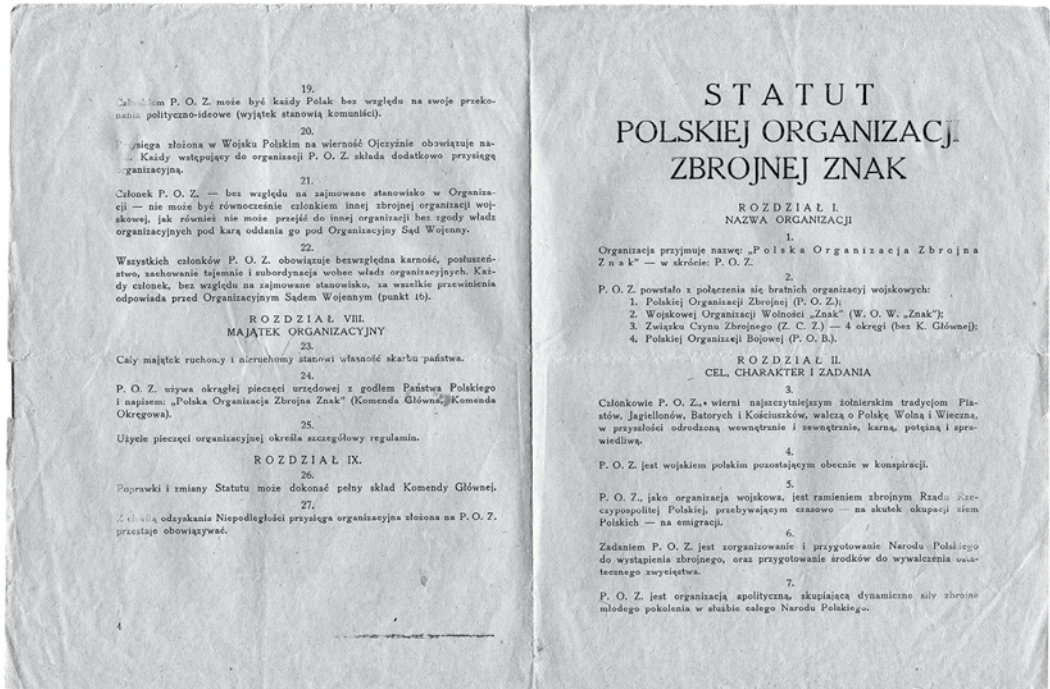 19.
Członkiem P. O. Z. może być każdy Polak bez względu na swoje przeko-
nania polityczno-ideowe (wyjątek stanowią komuniści).
20.
Przysięga złożona w Wojsku Polskim na wierność Ojczyźnie obowiązuje na-
Każdy wstępujący do organizacji P. O. Z. składa dodatkowo przysięgę
organizacyjną.
21.
Członek P. O. Z. — bez względu na zajmowane stanowisko w Organiza-
cji — nie może być równocześnie członkiem innej zbrojnej organizacji woj-
skowej, jak również nie może przejść do innej organizacji bez zgody władz
organizacyjnych pod karą oddania go pod Organizacyjny Sąd Wojenny.
22.
Wszystkich członków P. O. Z. obowiązuje bezwzględna karność, posłuszeń-
stwo, zachowanie tajemnic i subordynacja wobec władz organizacyjnych. Każ-
dy członek, bez względu na zajmowane stanowisko, za wszelkie przewinienia
odpowiada przed Organizacyjnym Sądem Wojennym (punkt 16).
ROZDZIAŁ VIII.
MAJĄTEK ORGANIZACYJNY
23.
Cały majątek ruchomy i nieruchomy stanowi własność skarbu państwa.
24.
P. O. Z. używa okrągłej pieczęci urzędowej z godłem Państwa Polskiego
i napisem: „Polska Organizacja Zbrojna Znak" (Komenda Główna, Komenda
Okręgowa).
25.
Użycie pieczęci organizacyjnej określa szczegółowy regulamin.
ROZDZIAŁ IX.
26.
Poprawki i zmiany Statutu może dokonać pełny skład Komendy Głównej.
27.
Z chwilą odzyskania Niepodległości przysięga organizacyjna złożona na P. O. Z.
przestaje obowiązywać.
4
STATUT
POLSKIEJ ORGANIZACJI
ZBROJNEJ ZNAK
ROZDZIAŁ I.
NAZWA ORGANIZACJI
1.
Organizacja przyjmuje nazwę: „Polska Organizacja Zbrojna
Znak" — w skrócie: P. O. Z.
2.
P. O. Z. powstało z połączenia się bratnich organizacyj wojskowych:
1. Polskiej Organizacji Zbrojnej (P. O. Z.);
2. Wojskowej Organizacji Wolności „Znak" (W. O. W. „Znak");
3. Związku Czynu Zbrojnego (Z. C. Z.) — 4 okręgi (bez K. Głównej);
4. Polskiej Organizacji Bojowej (P. O. B.).
ROZDZIAŁ II.
CEL, CHARAKTER I ZADANIA
3.
Członkowie P. O. Z., wierni najszczytniejszym żołnierskim tradycjom Pia-
stów, Jagiellonów, Batorych i Kościuszków, walczą o Polskę Wolną i Wieczną,
w przyszłości odrodzoną wewnętrznie i zewnętrznie, karną, potężną i spra-
wiedliwą.
4.
P. O. Z. jest wojskiem polskim pozostającym obecnie w konspiracji.
5.
P. O. Z., jako organizacja wojskowa, jest ramieniem zbrojnym Rządu Rze-
czypospolitej Polskiej, przebywającym czasowo — na skutek okupacji ziem
Polskich — na emigracji.
6.
Zadaniem P. O. Z. jest zorganizowanie i przygotowanie Narodu Polskiego
do wystąpienia zbrojnego, oraz przygotowanie środków do wywalczenia osta-
tecznego zwycięstwa.
7.
P. O. Z. jest organizacją apolityczną, skupiającą dynamiczne siły zbrojne
młodego pokolenia w służbie całego Narodu Polskiego.